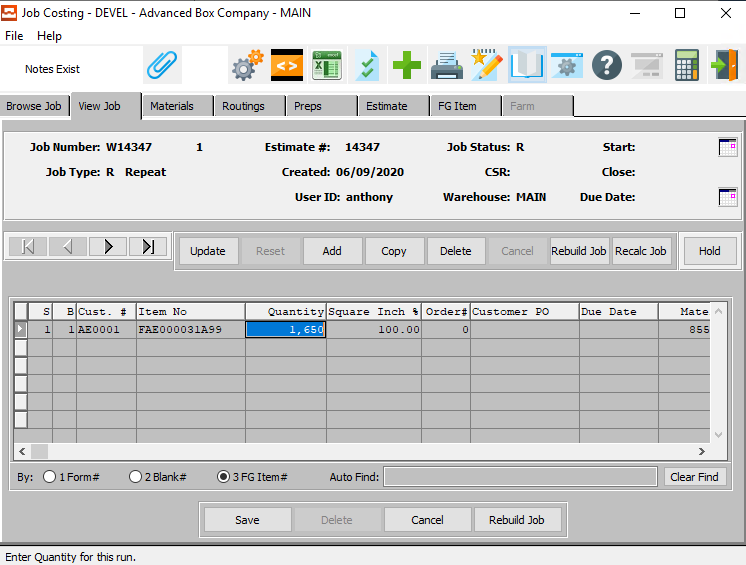 Job Costing - DEVEL - Advanced Box Company - MAIN
File Help
Notes Exist
Browse Job View Job Materials Routings Preps Estimate FG Item Farm
Job Number: W14347 1 Estimate #: 14347 Job Status: R Start:
Job Type: R Repeat Created: 06/09/2020 CSR: Close:
User ID: anthony Warehouse: MAIN Due Date:
Update Reset Add Copy Delete Cancel Rebuild Job Recalc Job Hold
S B Cust. # Item No Quantity Square Inch % Order# Customer PO Due Date Mate
1 1 AE0001 FAE000031A99 1,650 100.00 0 855
By: 1 Form# 2 Blank# 3 FG Item# Auto Find: Clear Find
Save Delete Cancel Rebuild Job
Enter Quantity for this run.